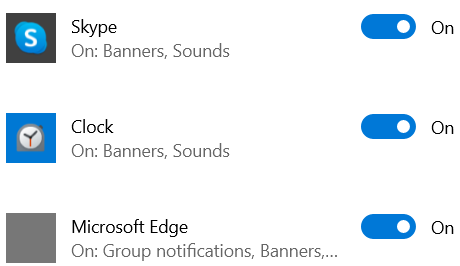 Skype
On
On: Banners, Sounds
Clock
On
On: Banners, Sounds
Microsoft Edge
On
On: Group notifications, Banners,...